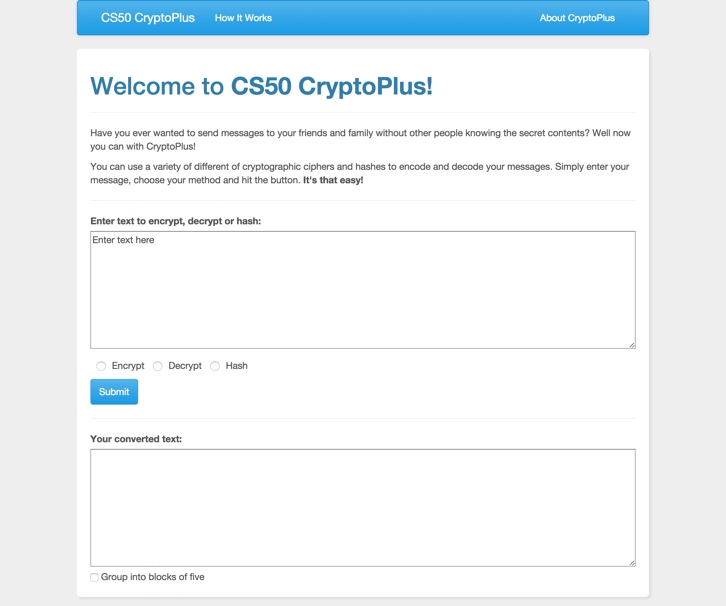 CS50 CryptoPlus How It Works About CryptoPlus
Welcome to CS50 CryptoPlus!
Have you ever wanted to send messages to your friends and family without other people knowing the secret contents? Well now
you can with CryptoPlus!
You can use a variety of different of cryptographic ciphers and hashes to encode and decode your messages. Simply enter your
message, choose your method and hit the button. It's that easy!
Enter text to encrypt, decrypt or hash:
Enter text here
Encrypt Decrypt Hash
Submit
Your converted text:
Group into blocks of five